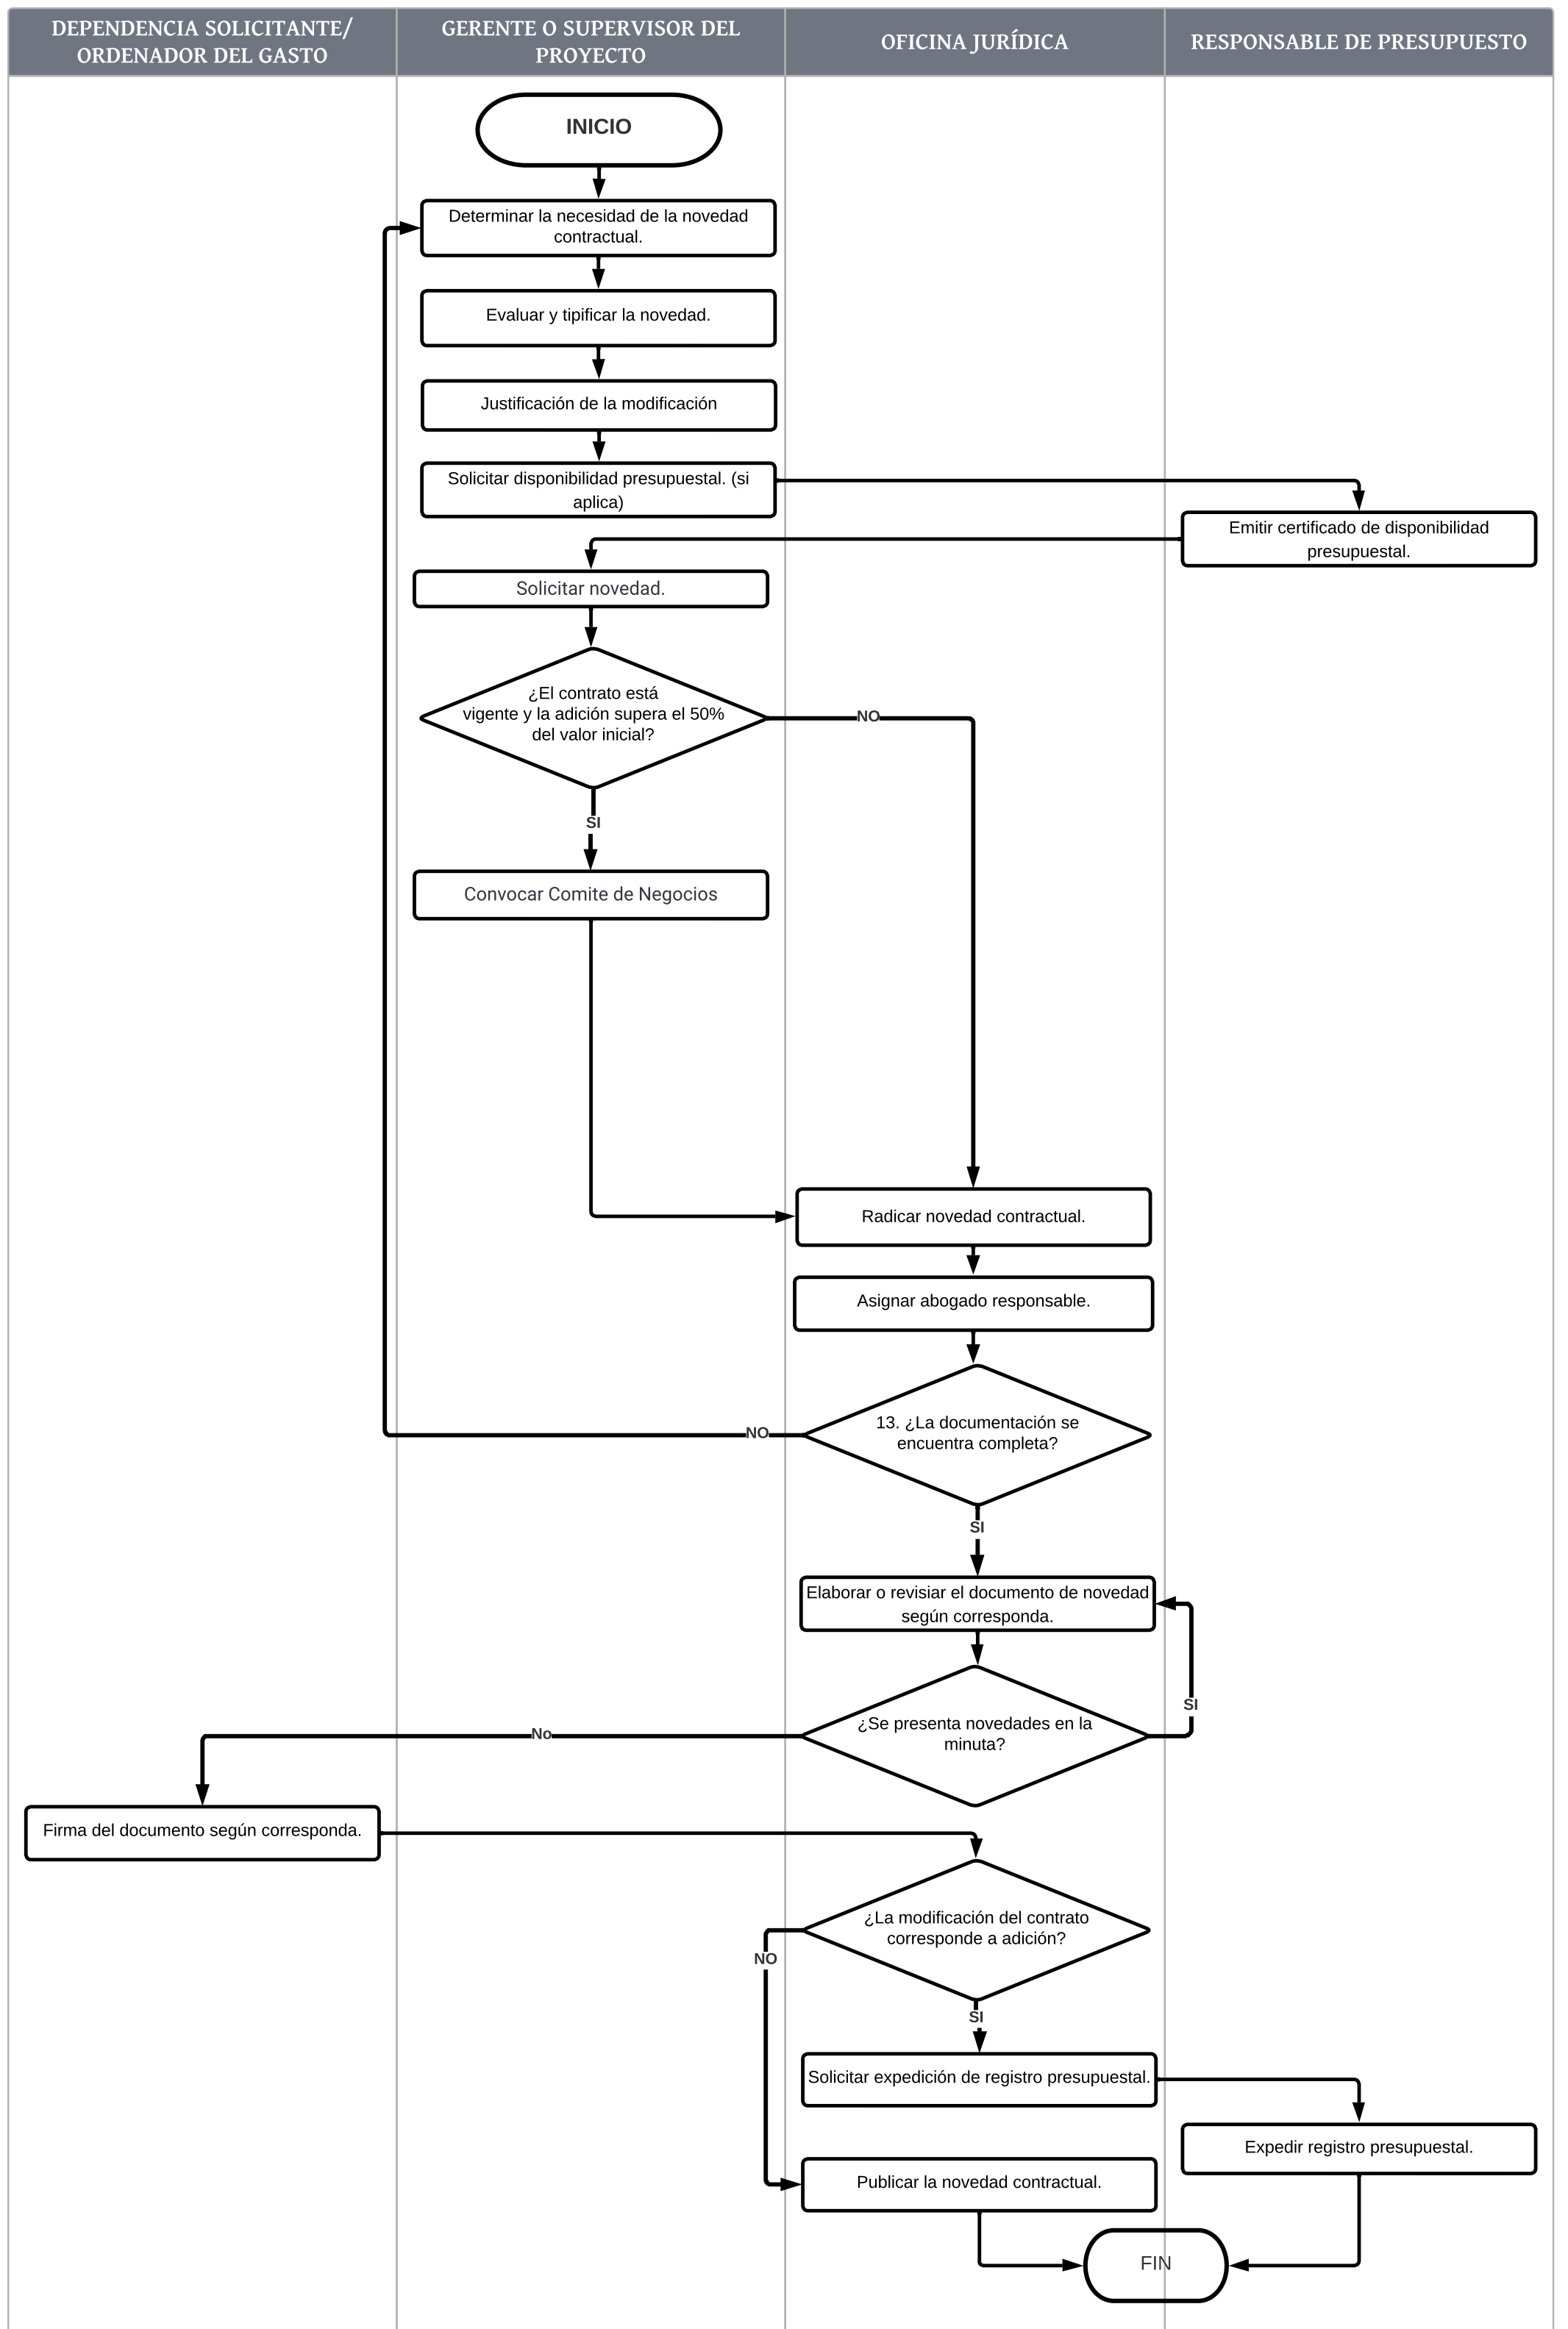 DEPENDENCIA SOLICITANTE/
ORDENADOR DEL GASTO
GERENTE O SUPERVISOR DEL
PROYECTO
OFICINA JURÍDICA
RESPONSABLE DE PRESUPUESTO
INICIO
Determinar la necesidad de la novedad
contractual.
Evaluar y tipificar la novedad.
Justificación de la modificación
Solicitar disponibilidad presupuestal. (si
aplica)
Emitir certificado de disponibilidad
presupuestal.
Solicitar novedad.
¿El contrato está
vigente y la adición supera el 50%
del valor inicial?
NO
SI
Convocar Comite de Negocios
Radicar novedad contractual.
Asignar abogado responsable.
13. ¿La documentación se
encuentra completa?
NO
SI
Elaborar o revisiar el documento de novedad
según corresponda.
¿Se presenta novedades en la
minuta?
SI
No
Firma del documento según corresponda.
¿La modificación del contrato
corresponde a adición?
NO
SI
Solicitar expedición de registro presupuestal.
Expedir registro presupuestal.
Publicar la novedad contractual.
FIN